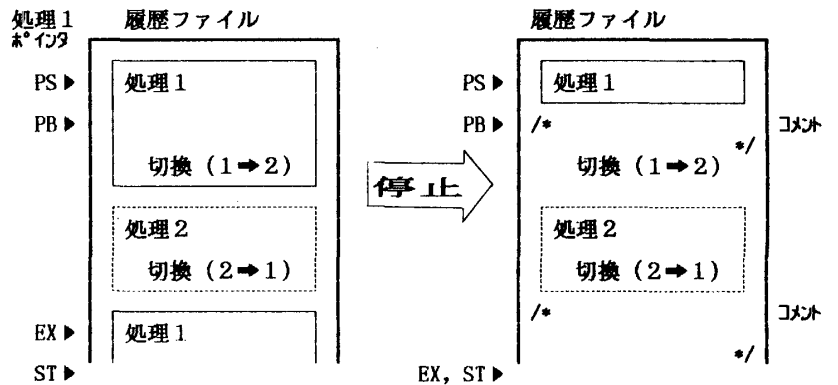 処理1 履歴ファイル 履歴ファイル
ポインタ
PS▶ 処理1 PS▶ 処理1
PB▶ PB▶ /* コメント
*/
切換（1➡2） 停止 切換（1➡2）
処理2 処理2
切換（2➡1） 切換（2➡1）
/* コメント
EX▶ 処理1
*/
ST▶ EX, ST▶